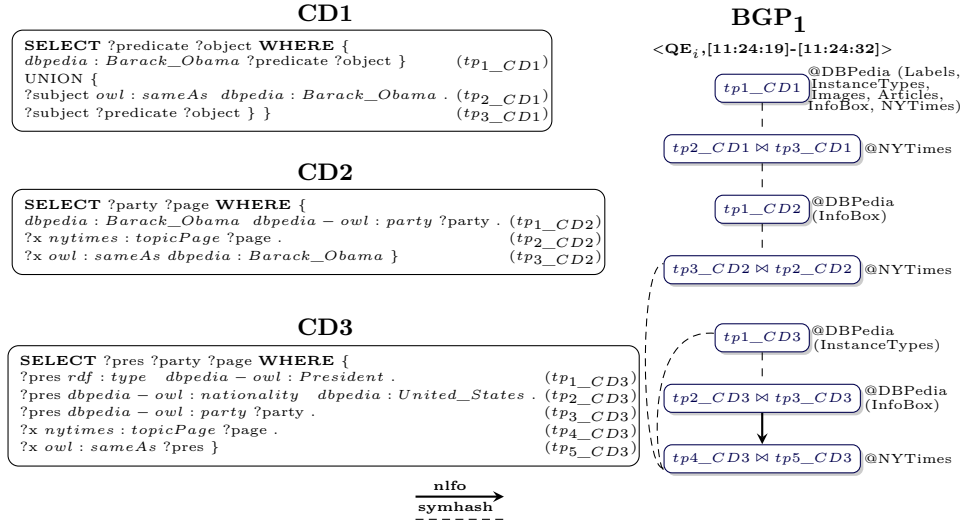 CD1
SELECT ?predicate ?object WHERE {
dbpedia : Barack_Obama ?predicate ?object } (tp1_CD1)
UNION {
?subject owl : sameAs dbpedia : Barack_Obama . (tp2_CD1)
?subject ?predicate ?object } } (tp3_CD1)
CD2
SELECT ?party ?page WHERE {
dbpedia : Barack_Obama dbpedia − owl : party ?party . (tp1_CD2)
?x nytimes : topicPage ?page . (tp2_CD2)
?x owl : sameAs dbpedia : Barack_Obama } (tp3_CD2)
CD3
SELECT ?pres ?party ?page WHERE {
?pres rdf : type dbpedia − owl : President . (tp1_CD3)
?pres dbpedia − owl : nationality dbpedia : United_States . (tp2_CD3)
?pres dbpedia − owl : party ?party . (tp3_CD3)
?x nytimes : topicPage ?page . (tp4_CD3)
?x owl : sameAs ?pres } (tp5_CD3)
nlfo
symhash
BGP1
<QEi,[11:24:19]-[11:24:32]>
tp1_CD1
@DBPedia (Labels,
InstanceTypes,
Images, Articles,
InfoBox, NYTimes)
tp2_CD1 ⋈ tp3_CD1 @NYTimes
tp1_CD2
@DBPedia
(InfoBox)
tp3_CD2 ⋈ tp2_CD2 @NYTimes
tp1_CD3
@DBPedia
(InstanceTypes)
tp2_CD3 ⋈ tp3_CD3
@DBPedia
(InfoBox)
tp4_CD3 ⋈ tp5_CD3 @NYTimes